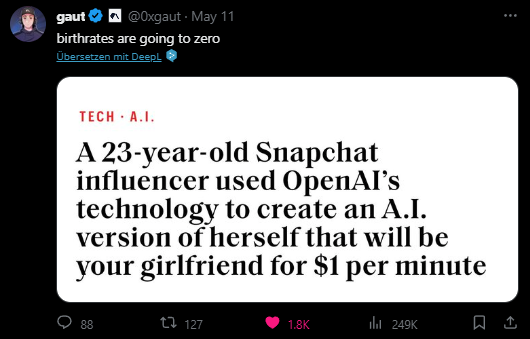 gaut @0xgaut · May 11
birthrates are going to zero
Übersetzen mit DeepL
TECH · A.I.
A 23-year-old Snapchat
influencer used OpenAI’s
technology to create an A.I.
version of herself that will be
your girlfriend for $1 per minute
88 127 1.8K 249K